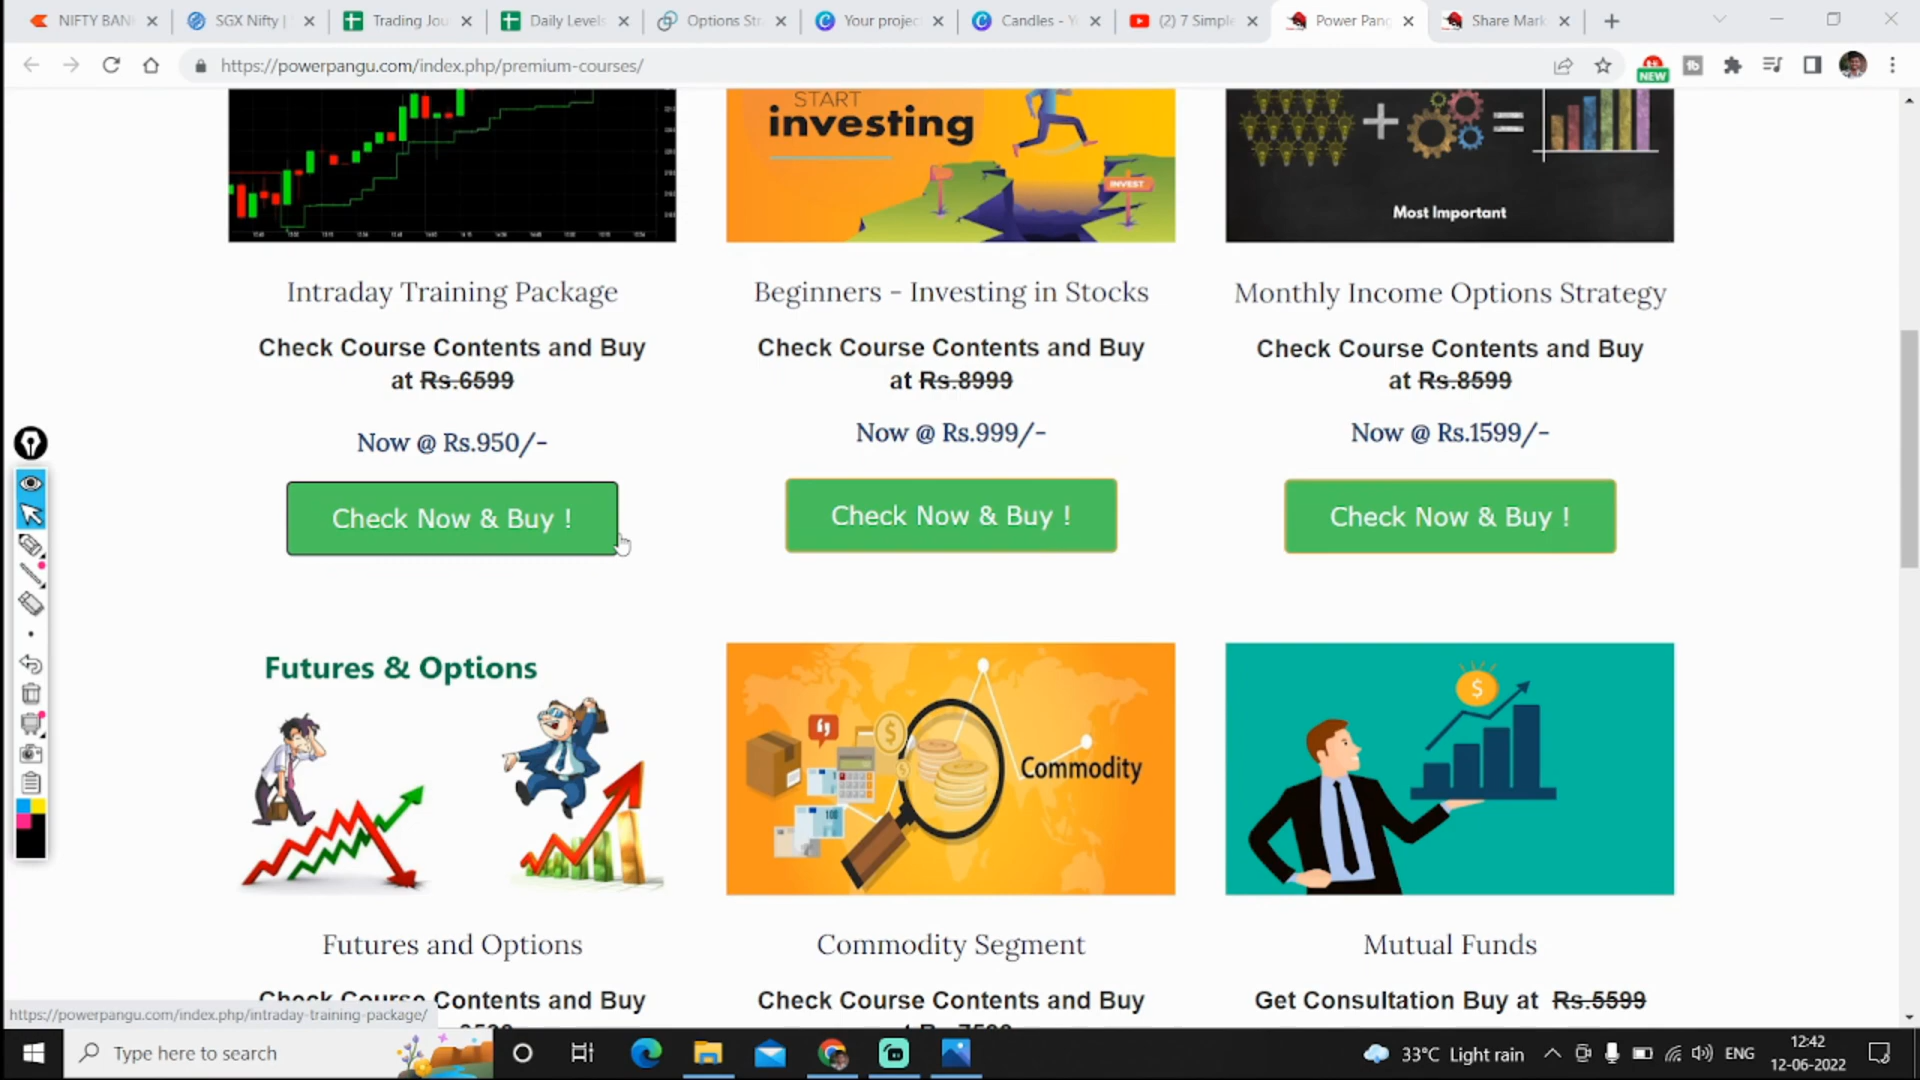 NIFTY BAN
SGX Nifty |
Trading Jou
Daily Levels
Options Str
Your projec
Candles - Y
(2) 7 Simple
Power Pang
Share Mark
https://powerpangu.com/index.php/premium-courses/
NEW
START
investing
INVEST
Most Important
Intraday Training Package
Check Course Contents and Buy
at Rs.6599
Now @ Rs.950/-
Check Now & Buy !
Beginners - Investing in Stocks
Check Course Contents and Buy
at Rs.8999
Now @ Rs.999/-
Check Now & Buy !
Monthly Income Options Strategy
Check Course Contents and Buy
at Rs.8599
Now @ Rs.1599/-
Check Now & Buy !
Futures & Options
Commodity
Futures and Options
Check Course Contents and Buy
Commodity Segment
Check Course Contents and Buy
Mutual Funds
Get Consultation Buy at Rs.5599
https://powerpangu.com/index.php/intraday-training-package/
Type here to search
33°C Light rain
ENG
12:42
12-06-2022